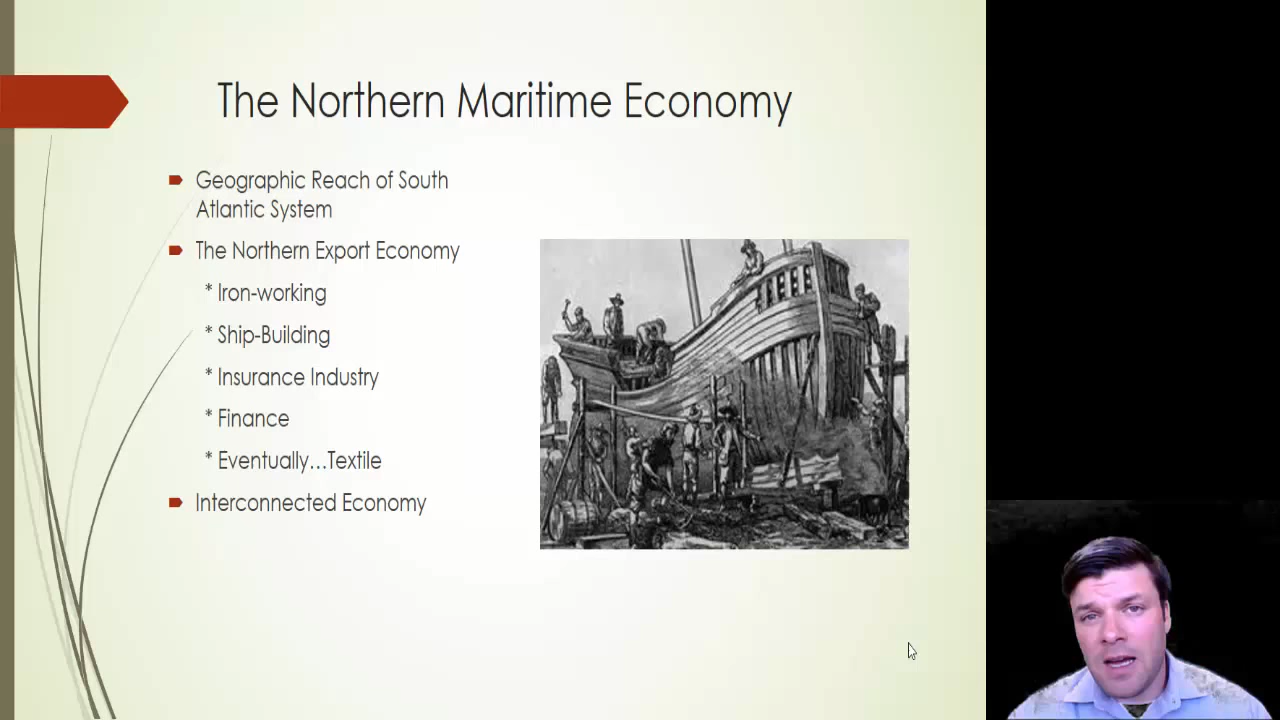 The Northern Maritime Economy
Geographic Reach of South
Atlantic System
The Northern Export Economy
* Iron-working
* Ship-Building
* Insurance Industry
* Finance
* Eventually…Textile
Interconnected Economy